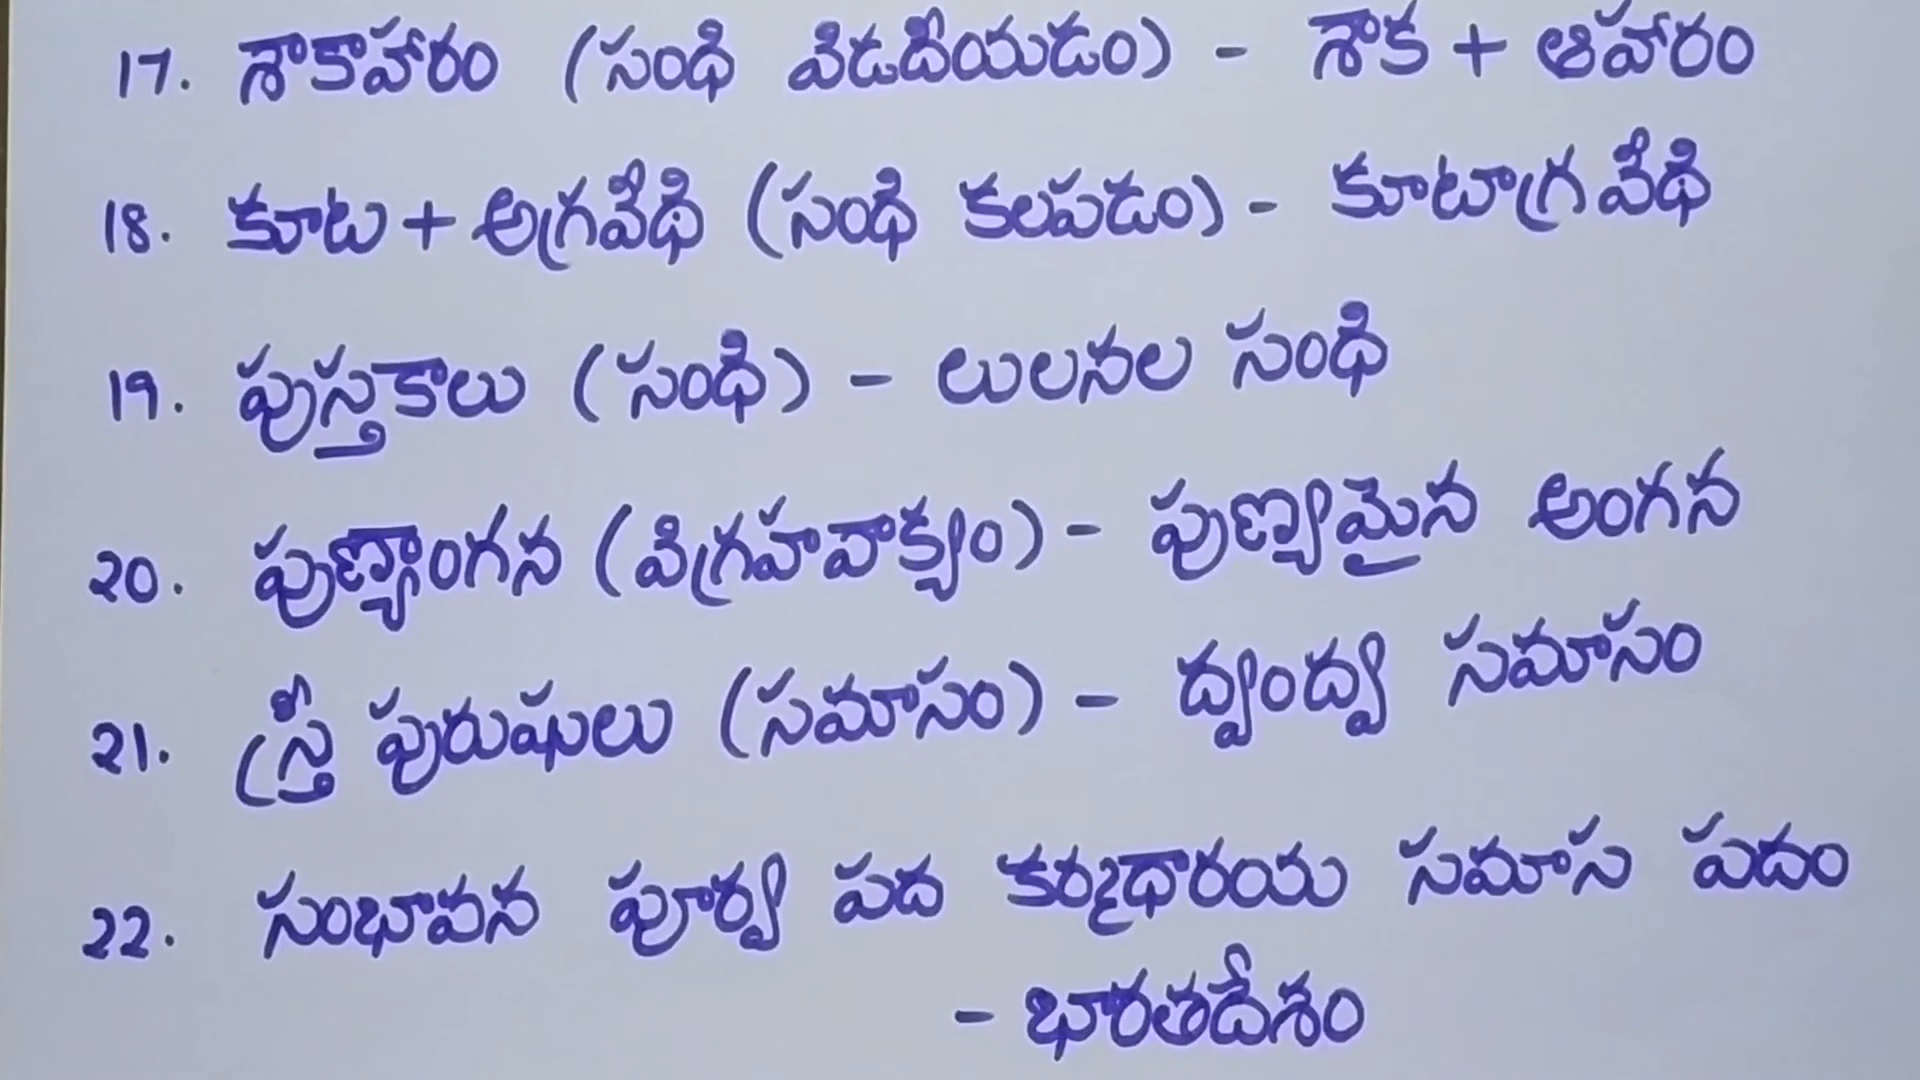 17. శాకాహారం (సంధి విడదీయడం) - శాక + ఆహారం
18. కూట + అగ్రవీధి (సంధి కలపడం) - కూటాగ్రవీధి
19. పుస్తకాలు (సంధి) - లులనల సంధి
20. పుణ్యాంగన (విగ్రహవాక్యం) - పుణ్యమైన అంగన
21. స్త్రీ పురుషులు (సమాసం) - ద్వంద్వ సమాసం
22. సంభావన పూర్వ పద కర్మధారయ సమాస పదం
- భారతదేశం